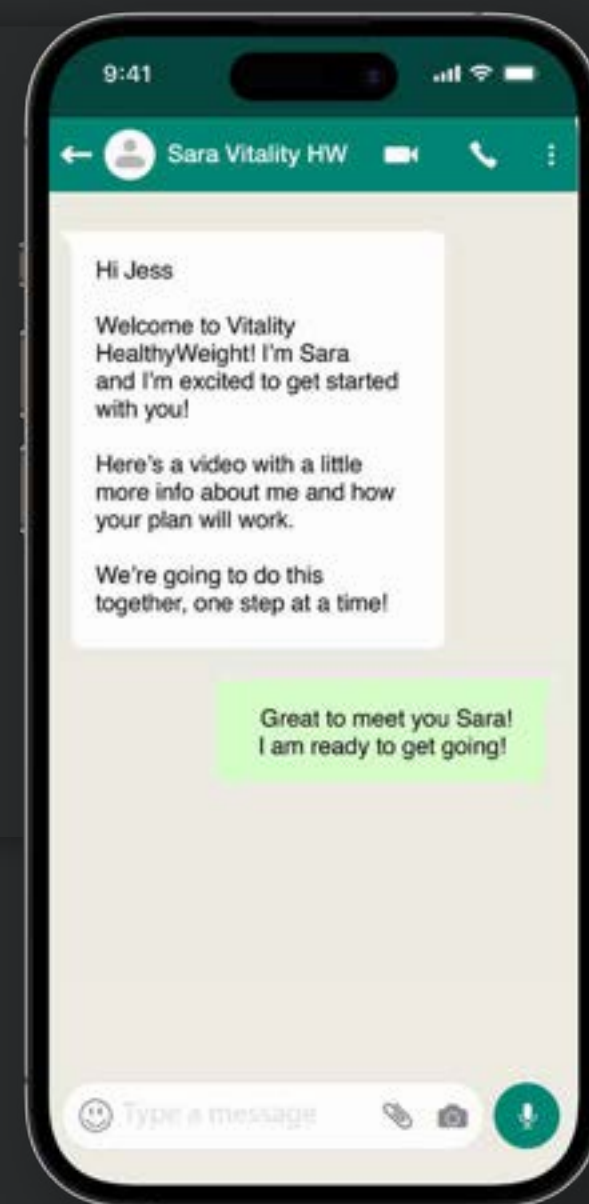 9:41
Sara Vitality HW
Hi Jess
Welcome to Vitality
HealthyWeight! I'm Sara
and I'm excited to get started
with you!
Here's a video with a little
more info about me and how
your plan will work.
We're going to do this
together, one step at a time!
Great to meet you Sara!
I am ready to get going!
Type a message